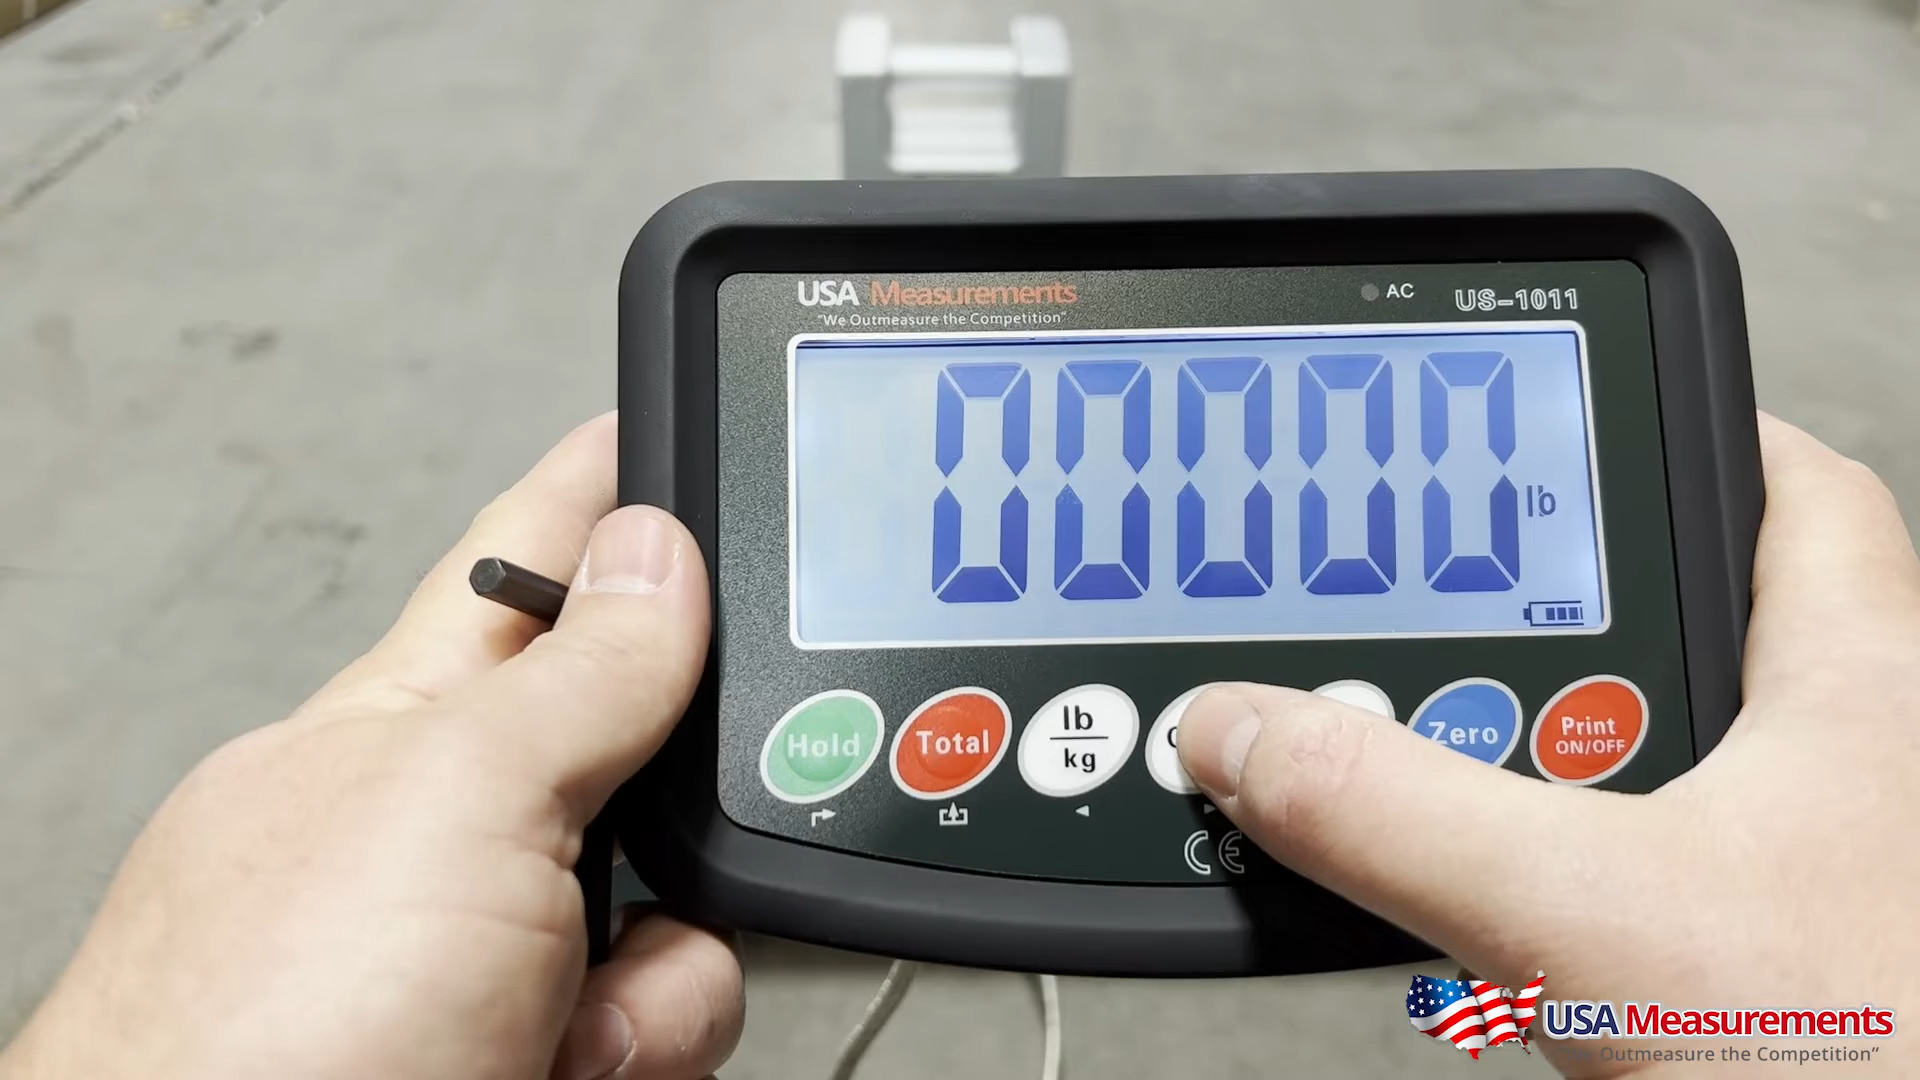 USA Measurements
"We Outmeasure the Competition"
AC
US-1011
00000
lb
Hold
Total
lb
kg
Zero
Print
ON/OFF
CE
USA Measurements
Outmeasure the Competition"